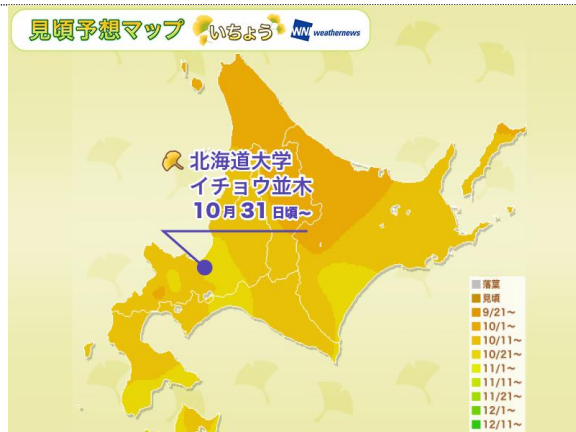 見頃予想マップ いちょう WNI weathernews
北海道大学
イチョウ並木
10月31日頃~
落葉
見頃
9/21~
10/1~
10/11~
10/21~
11/1~
11/11~
11/21~
12/1~
12/11~